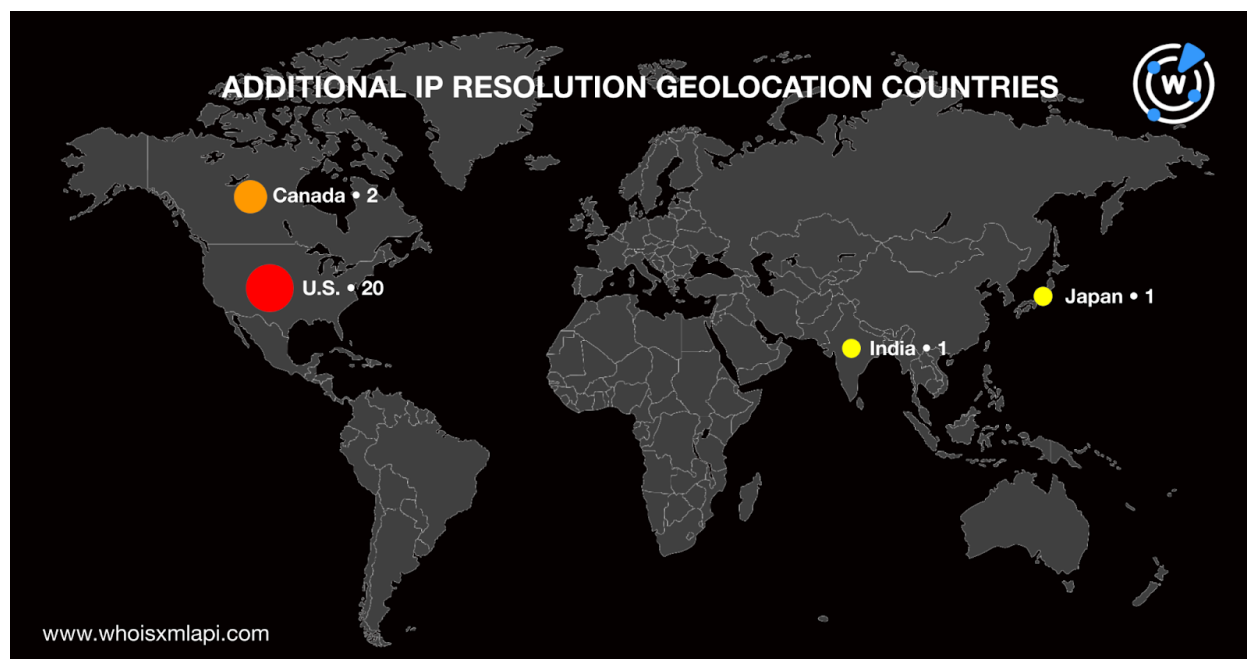 ADDITIONAL IP RESOLUTION GEOLOCATION COUNTRIES
W
Canada • 2
U.S. • 20
Japan • 1
India • 1
www.whoisxmlapi.com